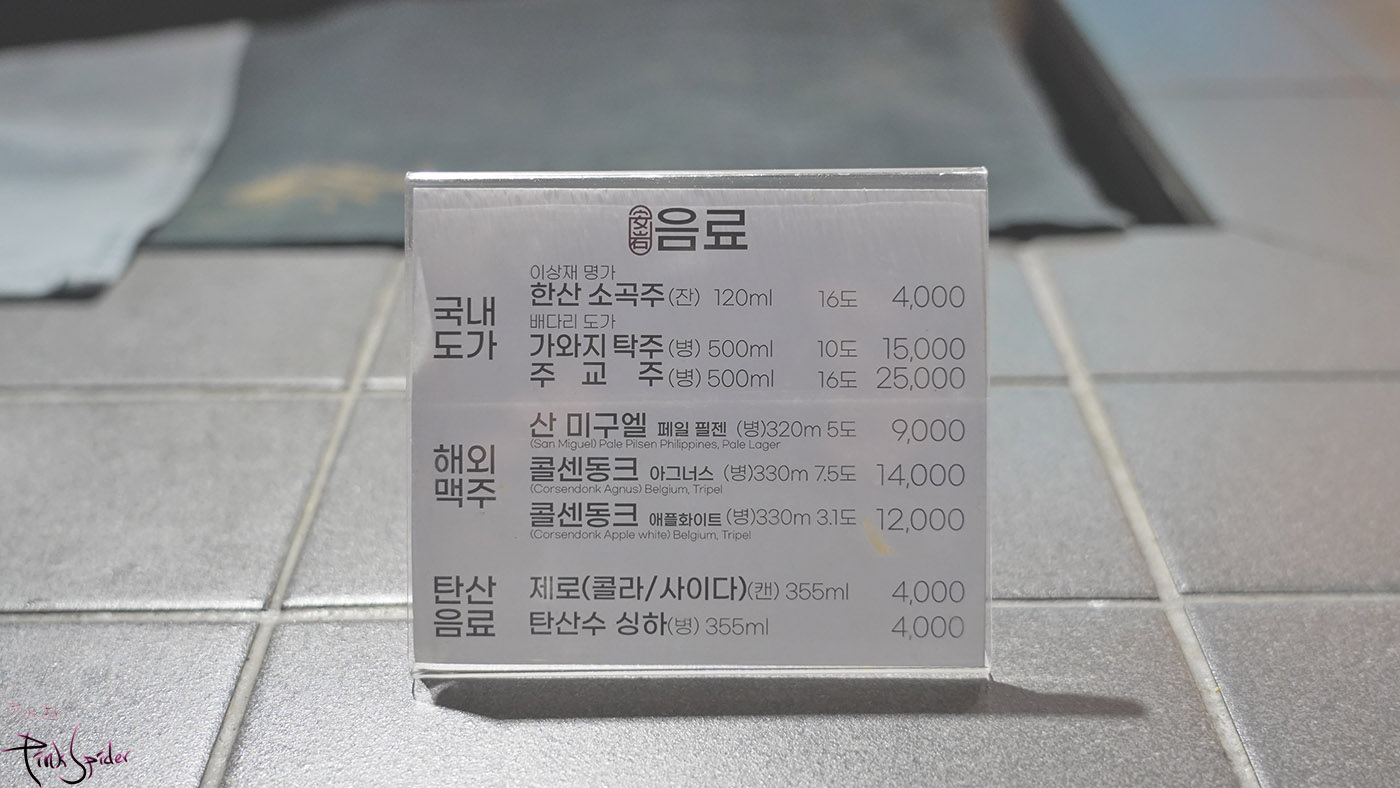 安岩 음료
국내
도가
이상재 명가
한산 소곡주(잔) 120ml 16도 4,000
배다리 도가
가와지 탁주(병) 500ml 10도 15,000
주 교 주(병) 500ml 16도 25,000
해외
맥주
산 미구엘 페일 필젠 (병)320m 5도 9,000
(San Miguel) Pale Pilsen Philippines, Pale Lager
콜센동크 아그너스 (병)330m 7.5도 14,000
(Corsendonk Agnus) Belgium, Tripel
콜센동크 애플화이트 (병)330m 3.1도 12,000
(Corsendonk Apple white) Belgium, Tripel
탄산
음료
제로(콜라/사이다)(캔) 355ml 4,000
탄산수 싱하(병) 355ml 4,000
Pink Spider